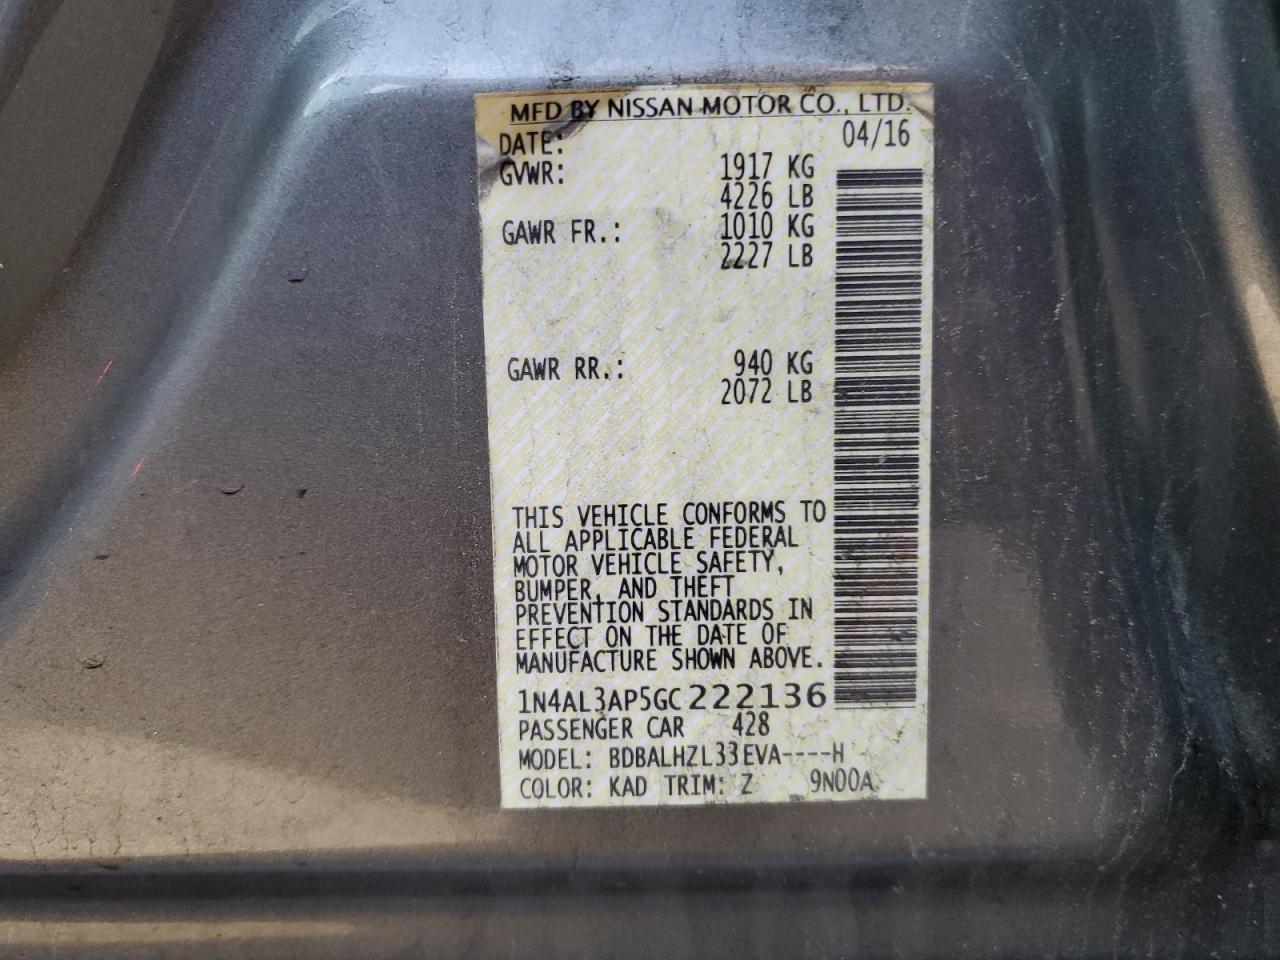 MFD BY NISSAN MOTOR CO., LTD.
DATE: 04/16
GVWR: 1917 KG
4226 LB
GAWR FR.: 1010 KG
2227 LB
GAWR RR.: 940 KG
2072 LB
THIS VEHICLE CONFORMS TO
ALL APPLICABLE FEDERAL
MOTOR VEHICLE SAFETY,
BUMPER, AND THEFT
PREVENTION STANDARDS IN
EFFECT ON THE DATE OF
MANUFACTURE SHOWN ABOVE.
1N4AL3AP5GC222136
PASSENGER CAR 428
MODEL: BDBALHZL33EVA----H
COLOR: KAD TRIM: Z 9N00A